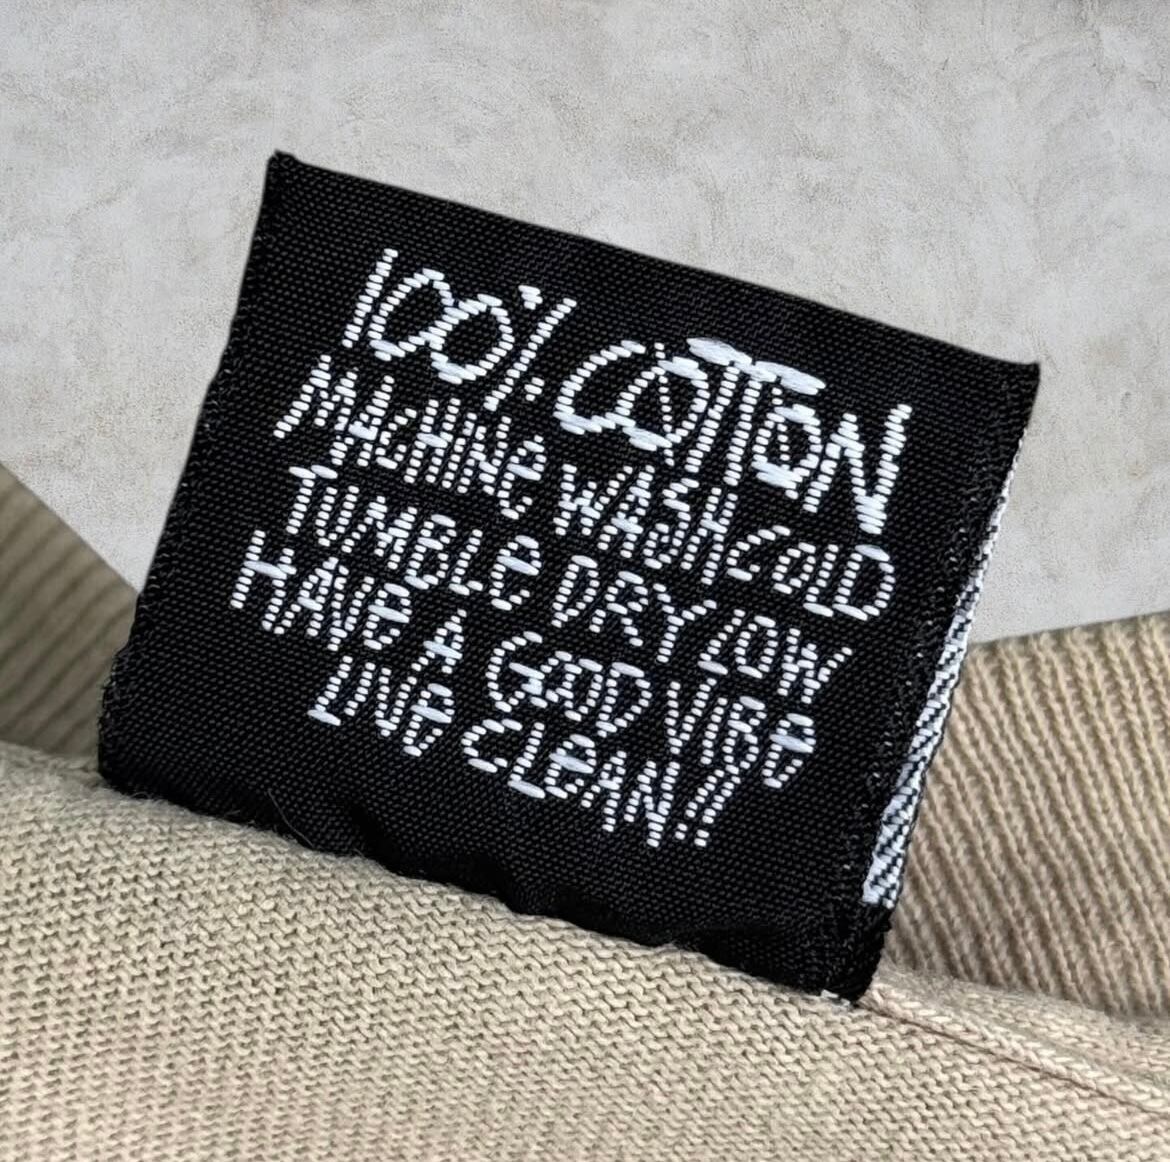 100% COTTON
MACHINE WASH COLD
TUMBLE DRY LOW
HAVE A GOOD VIBE
LIVE CLEAN!!